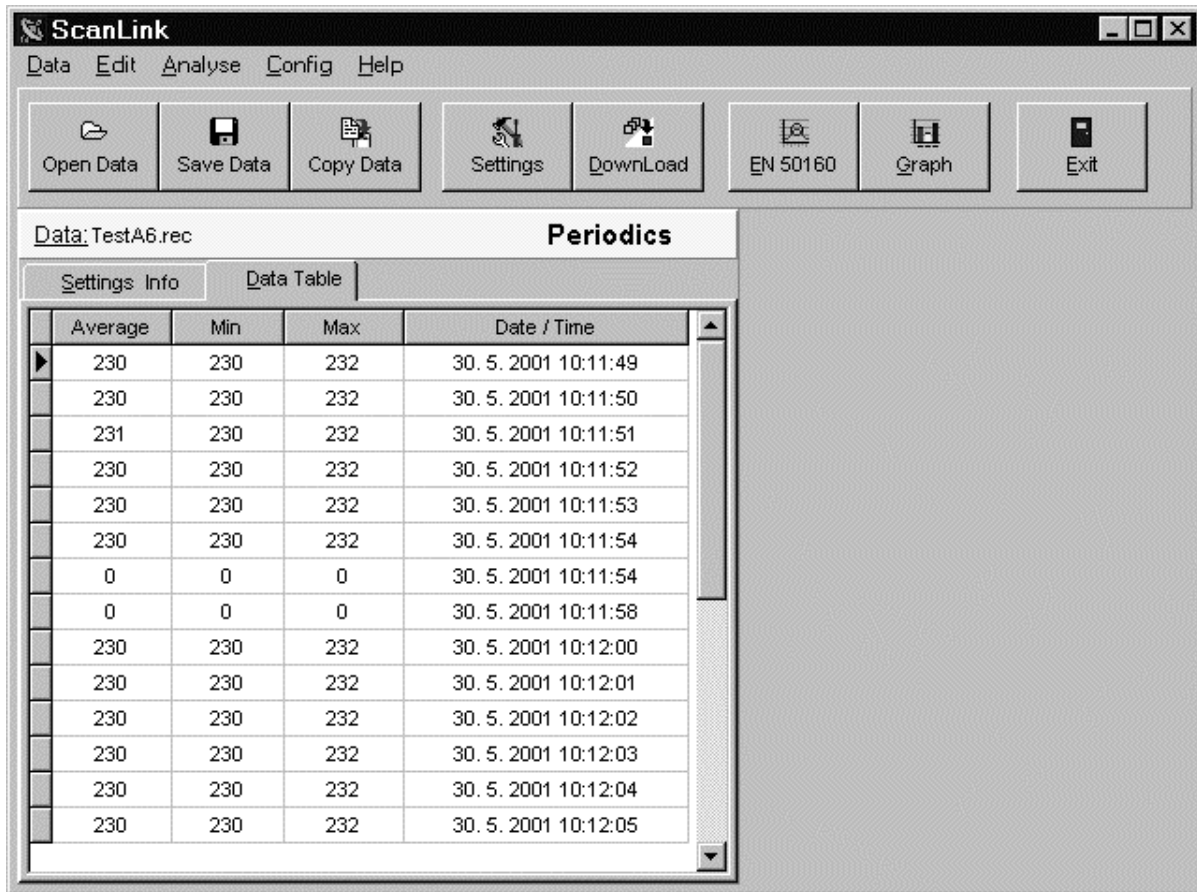 ScanLink
Data Edit Analyse Config Help
Open Data Save Data Copy Data Settings DownLoad EN 50160 Graph Exit
Data: TestA6.rec Periodics
Settings Info Data Table
Average Min Max Date / Time
230 230 232 30. 5. 2001 10:11:49
230 230 232 30. 5. 2001 10:11:50
231 230 232 30. 5. 2001 10:11:51
230 230 232 30. 5. 2001 10:11:52
230 230 232 30. 5. 2001 10:11:53
230 230 232 30. 5. 2001 10:11:54
0 0 0 30. 5. 2001 10:11:54
0 0 0 30. 5. 2001 10:11:58
230 230 232 30. 5. 2001 10:12:00
230 230 232 30. 5. 2001 10:12:01
230 230 232 30. 5. 2001 10:12:02
230 230 232 30. 5. 2001 10:12:03
230 230 232 30. 5. 2001 10:12:04
230 230 232 30. 5. 2001 10:12:05